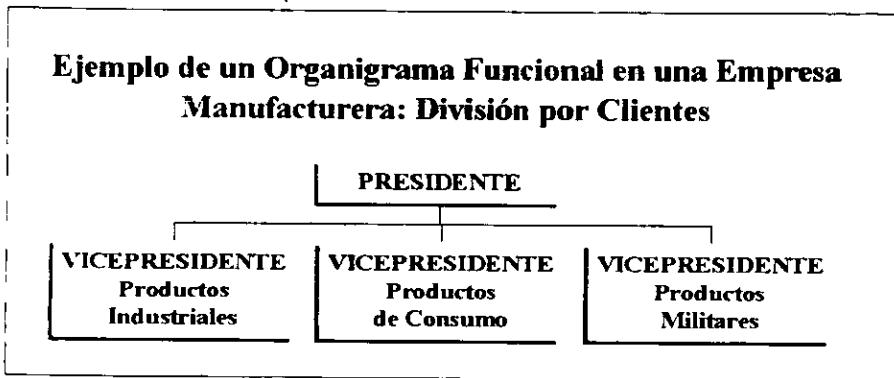 Ejemplo de un Organigrama Funcional en una Empresa
Manufacturera: División por Clientes
PRESIDENTE
VICEPRESIDENTE
Productos
Industriales
VICEPRESIDENTE
Productos
de Consumo
VICEPRESIDENTE
Productos
Militares